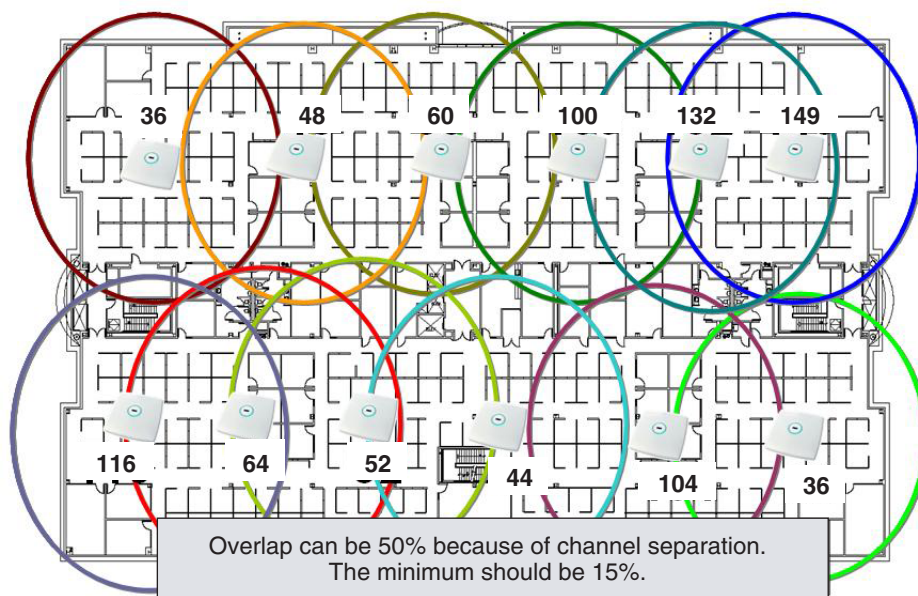 36 48 60 100 132 149
116 64 52 44 104 36
Overlap can be 50% because of channel separation.
The minimum should be 15%.